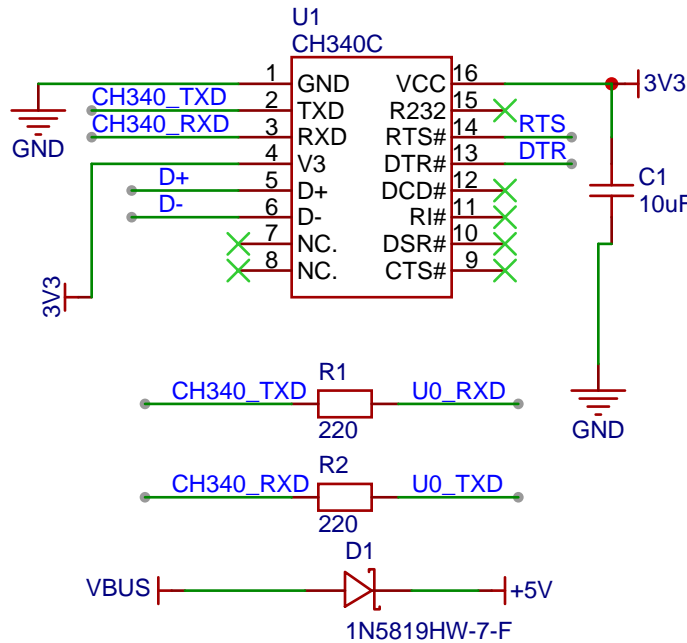 U1
CH340C
1 GND VCC 16 3V3
CH340_TXD 2 TXD R232 15
CH340_RXD 3 RXD RTS# 14 RTS
GND 4 V3 DTR# 13 DTR
D+ 5 D+ DCD# 12 C1
D- 6 D- RI# 11 10uF
7 NC. DSR# 10
8 NC. CTS# 9
3V3
R1
CH340_TXD U0_RXD
220 GND
R2
CH340_RXD U0_TXD
220
D1
VBUS +5V
1N5819HW-7-F